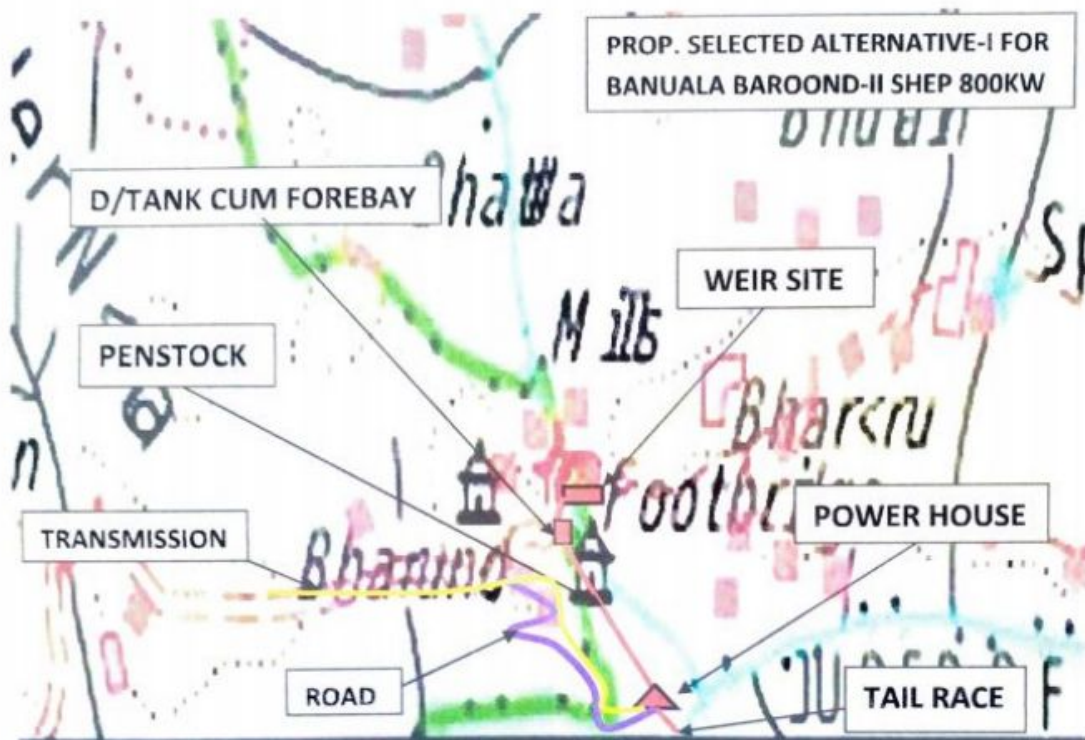 PROP. SELECTED ALTERNATIVE-I FOR
BANUALA BAROOND-II SHEP 800KW
D/TANK CUM FOREBAY
WEIR SITE
Mills
PENSTOCK
POWER HOUSE
TRANSMISSION
ROAD
TAIL RACE